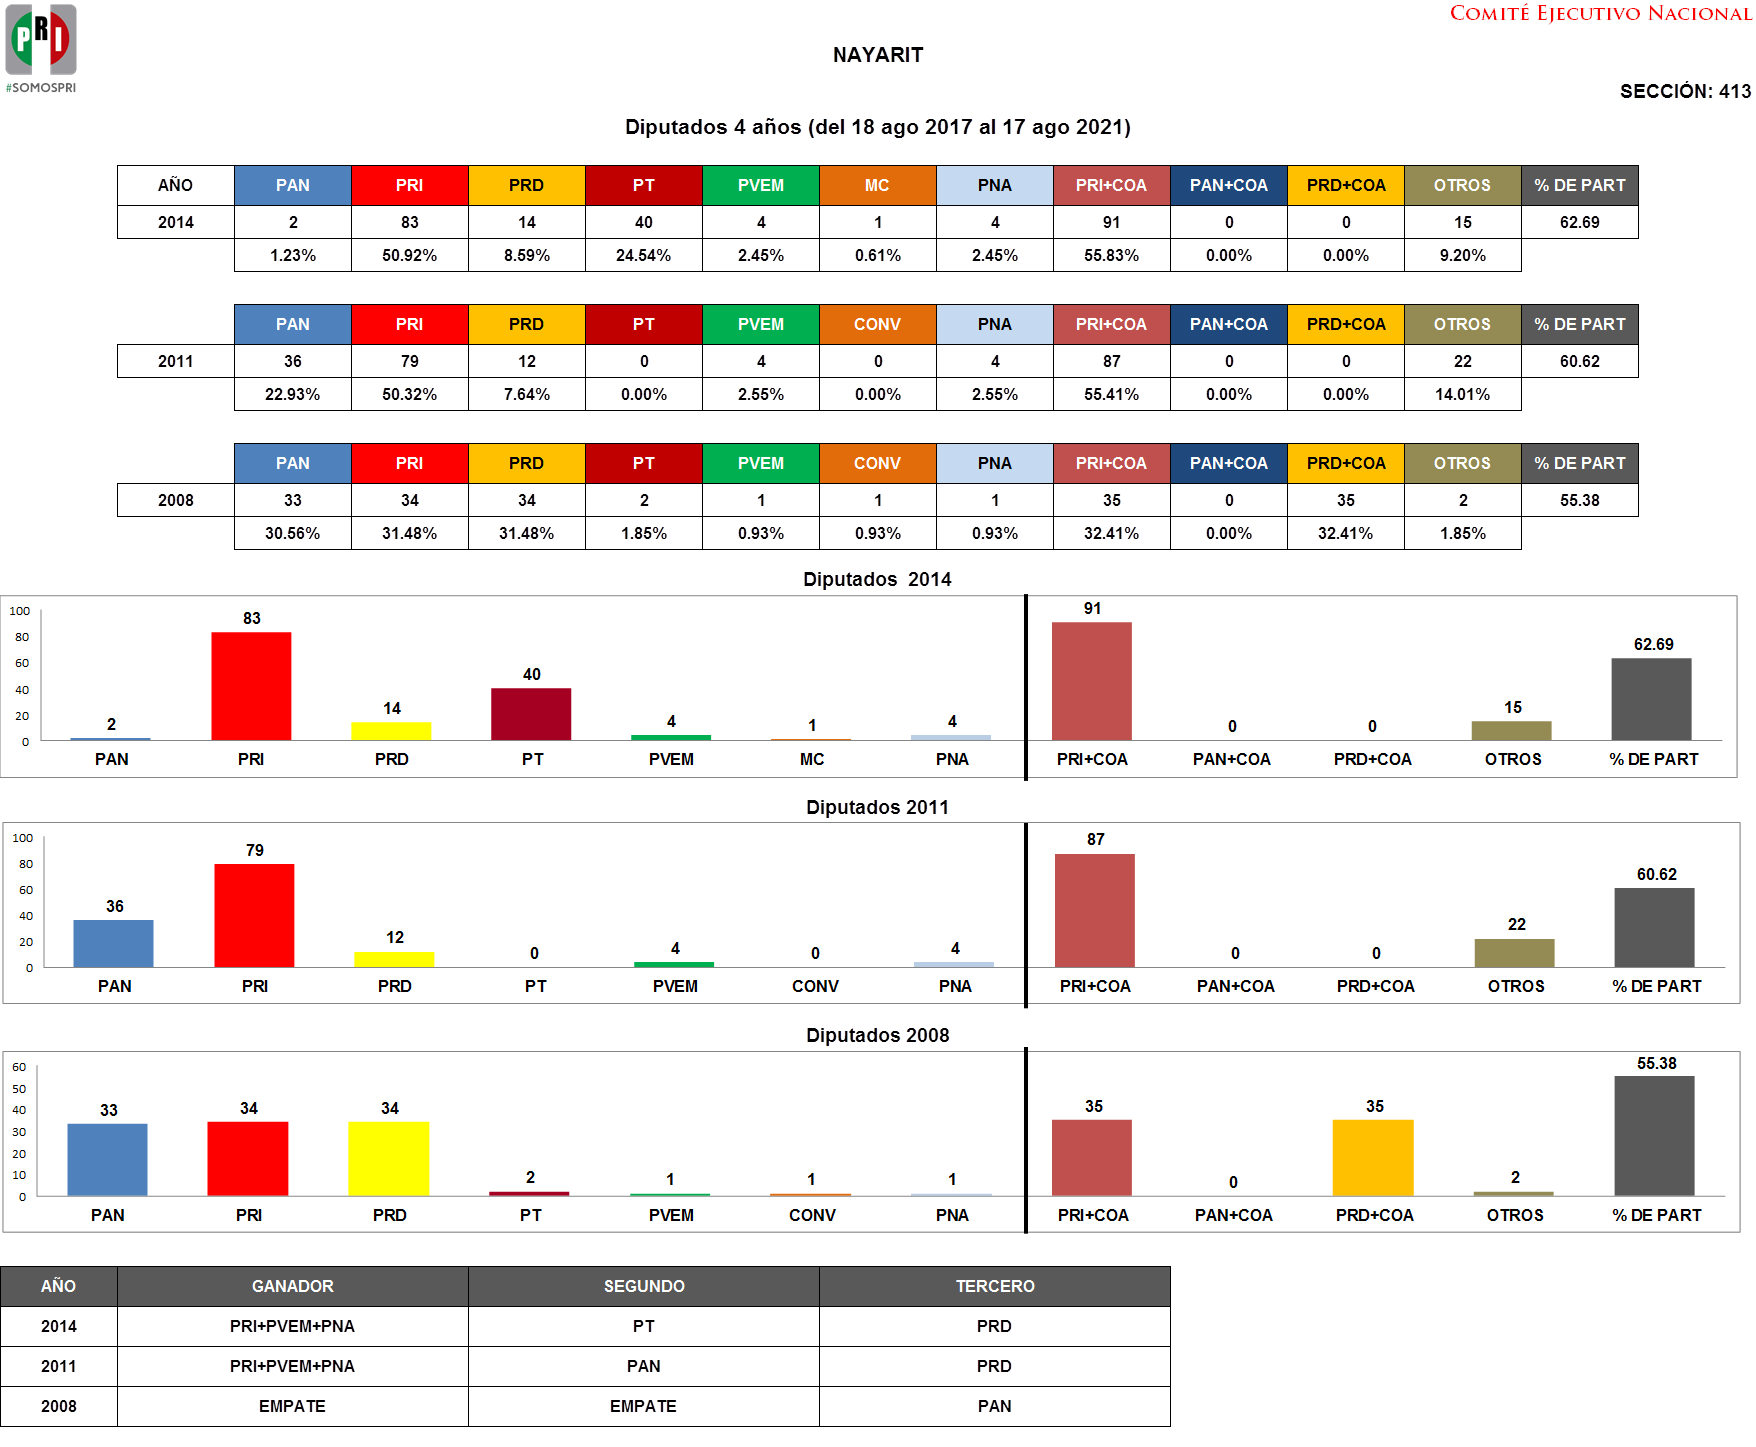 PRI
#SOMOSPRI
COMITÉ EJECUTIVO NACIONAL
NAYARIT
SECCIÓN: 413
Diputados 4 años (del 18 ago 2017 al 17 ago 2021)
AÑO PAN PRI PRD PT PVEM MC PNA PRI+COA PAN+COA PRD+COA OTROS % DE PART
2014 2 83 14 40 4 1 4 91 0 0 15 62.69
1.23% 50.92% 8.59% 24.54% 2.45% 0.61% 2.45% 55.83% 0.00% 0.00% 9.20%
PAN PRI PRD PT PVEM CONV PNA PRI+COA PAN+COA PRD+COA OTROS % DE PART
2011 36 79 12 0 4 0 4 87 0 0 22 60.62
22.93% 50.32% 7.64% 0.00% 2.55% 0.00% 2.55% 55.41% 0.00% 0.00% 14.01%
PAN PRI PRD PT PVEM CONV PNA PRI+COA PAN+COA PRD+COA OTROS % DE PART
2008 33 34 34 2 1 1 1 35 0 35 2 55.38
30.56% 31.48% 31.48% 1.85% 0.93% 0.93% 0.93% 32.41% 0.00% 32.41% 1.85%
Diputados 2014
100
80
60
40
20
0
2 83 14 40 4 1 4 91 0 0 15 62.69
PAN PRI PRD PT PVEM MC PNA PRI+COA PAN+COA PRD+COA OTROS % DE PART
Diputados 2011
100
80
60
40
20
0
36 79 12 0 4 0 4 87 0 0 22 60.62
PAN PRI PRD PT PVEM CONV PNA PRI+COA PAN+COA PRD+COA OTROS % DE PART
Diputados 2008
60
50
40
30
20
10
0
33 34 34 2 1 1 1 35 0 35 2 55.38
PAN PRI PRD PT PVEM CONV PNA PRI+COA PAN+COA PRD+COA OTROS % DE PART
AÑO GANADOR SEGUNDO TERCERO
2014 PRI+PVEM+PNA PT PRD
2011 PRI+PVEM+PNA PAN PRD
2008 EMPATE EMPATE PAN